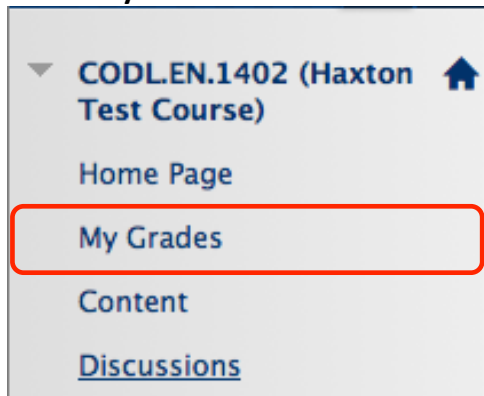 CODL.EN.1402 (Haxton
Test Course)
Home Page
My Grades
Content
Discussions